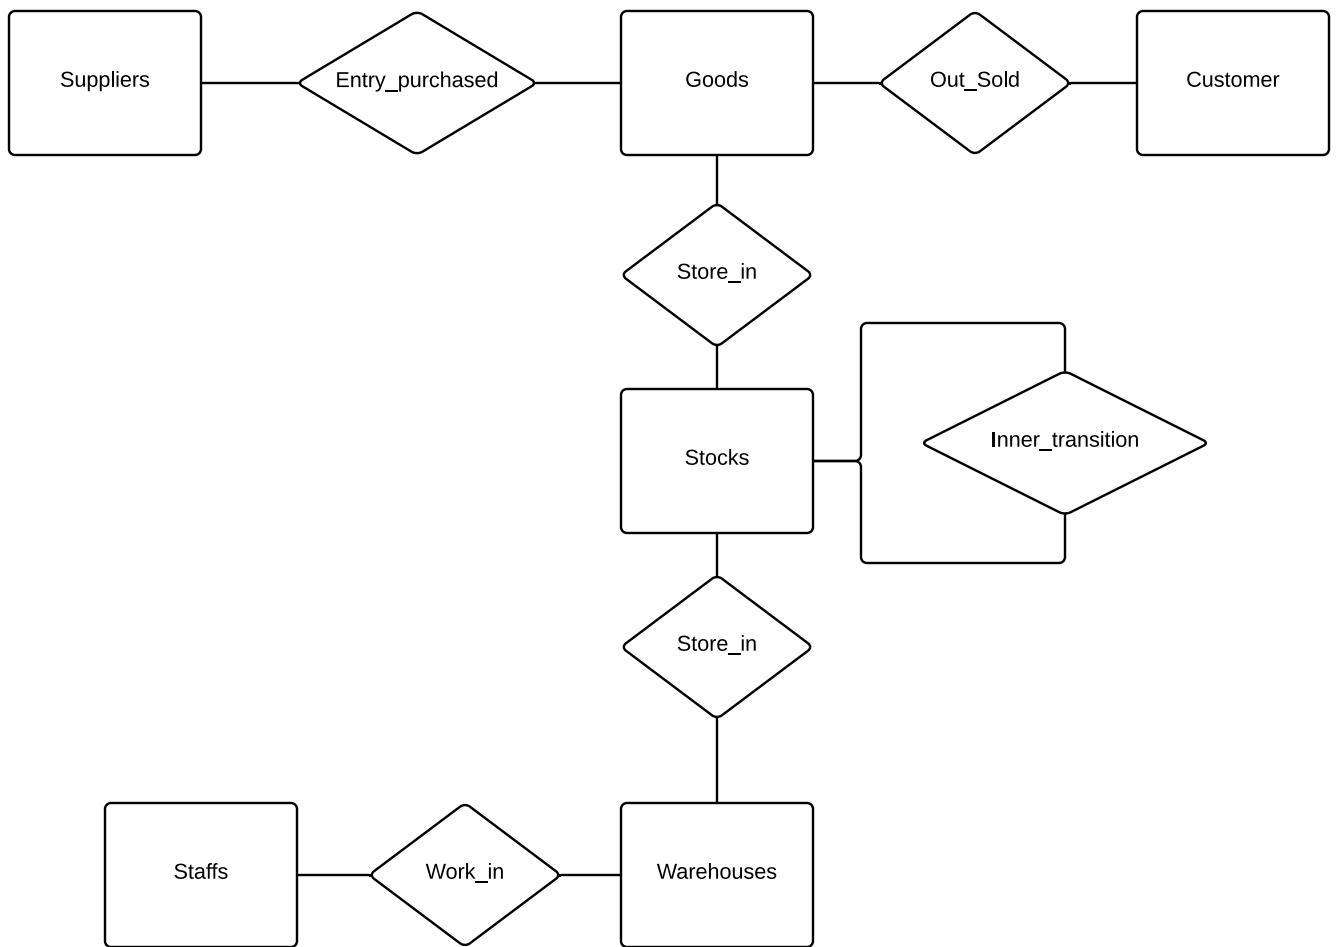 Suppliers
Entry_purchased
Goods
Out_Sold
Customer
Store_in
Inner_transition
Stocks
Store_in
Staffs
Work_in
Warehouses